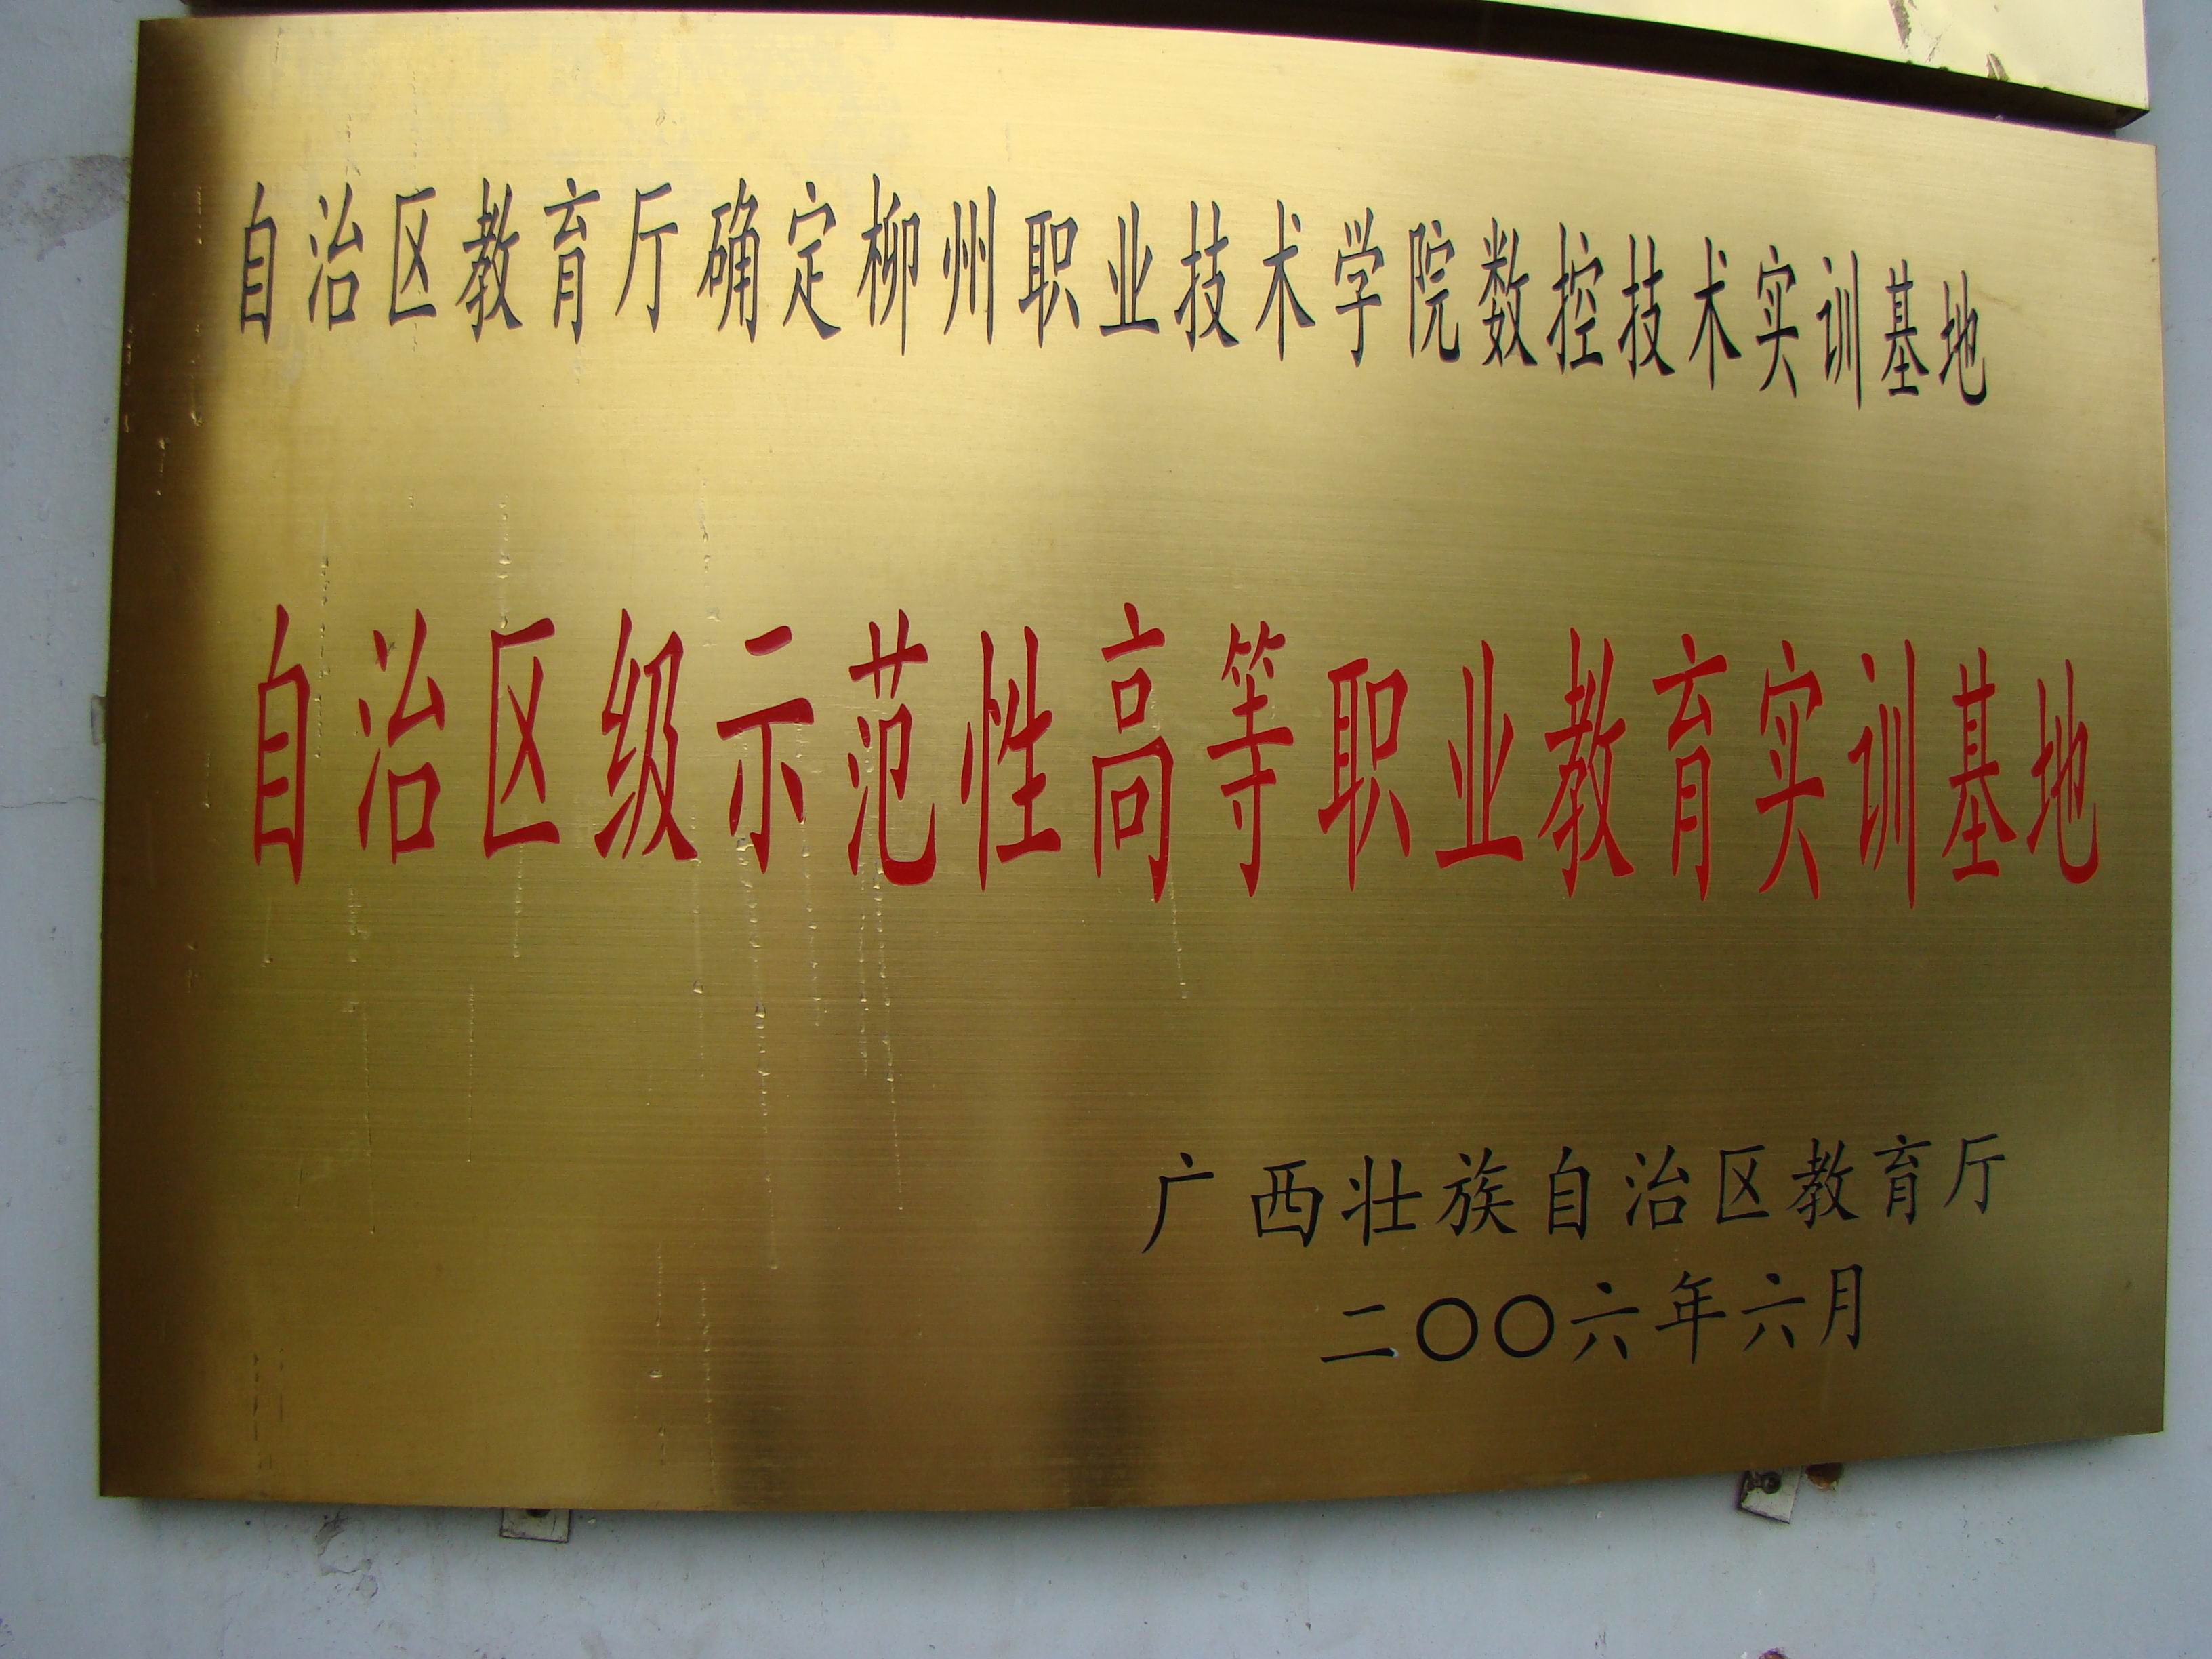 自治区教育厅确定柳州职业技术学院数控技术实训基地
自治区级示范性高等职业教育实训基地
广西壮族自治区教育厅
二〇〇六年六月